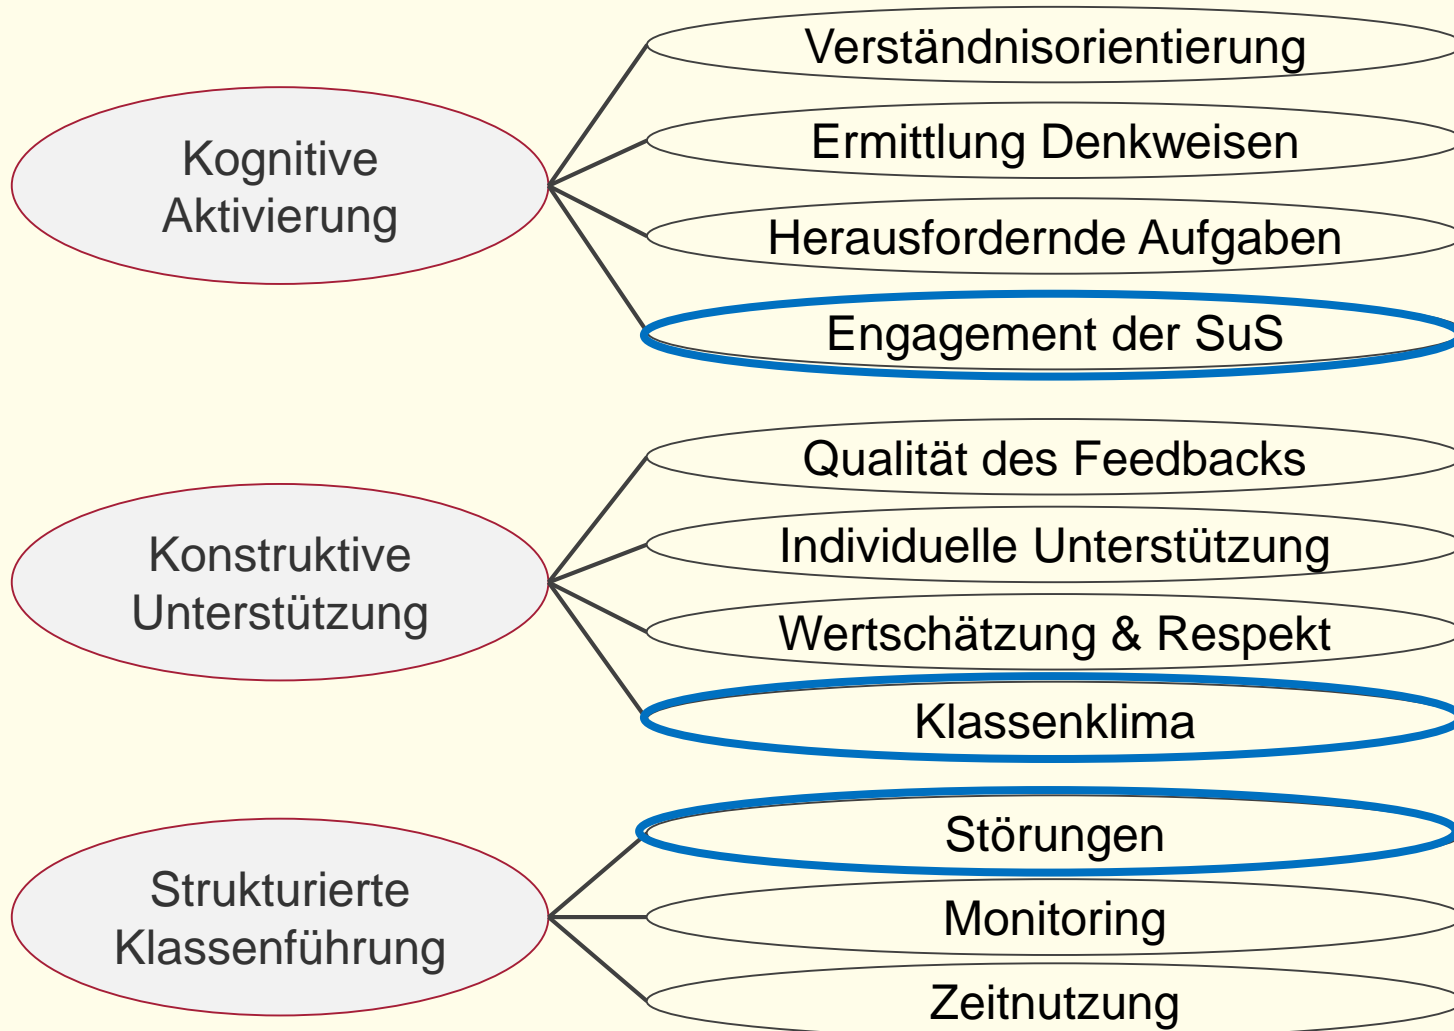 Kognitive
Aktivierung
Verständnisorientierung
Ermittlung Denkweisen
Herausfordernde Aufgaben
Engagement der SuS
Konstruktive
Unterstützung
Qualität des Feedbacks
Individuelle Unterstützung
Wertschätzung & Respekt
Klassenklima
Strukturierte
Klassenführung
Störungen
Monitoring
Zeitnutzung